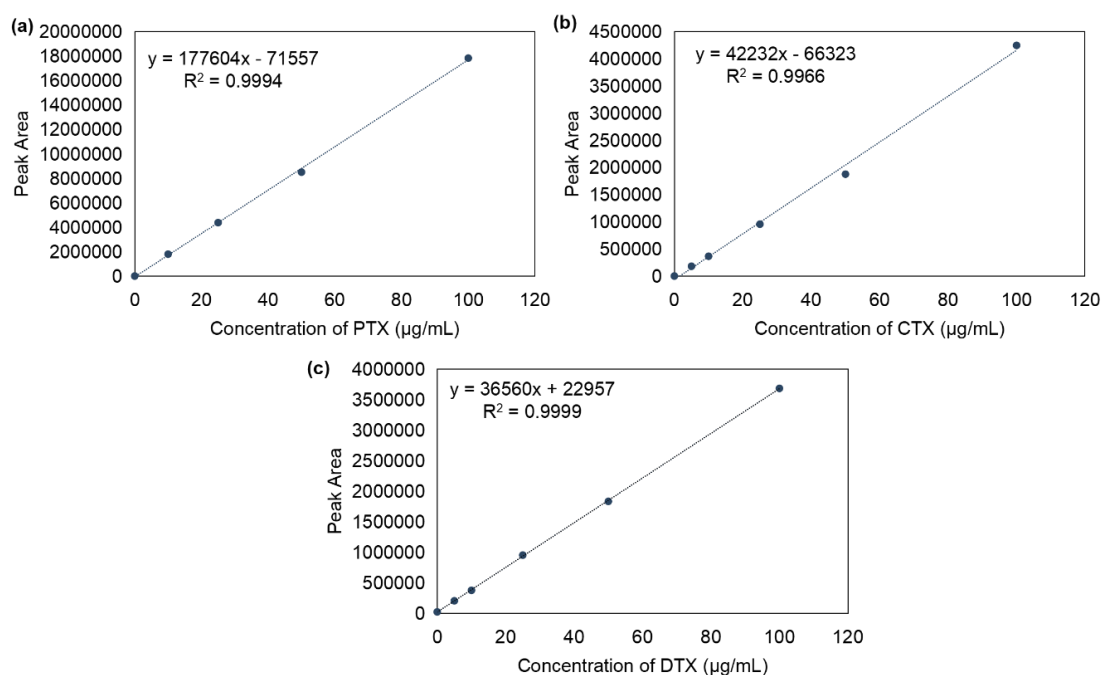 (a)
y = 177604x - 71557
R² = 0.9994
20000000
18000000
16000000
14000000
12000000
10000000
8000000
6000000
4000000
2000000
0
Peak Area
0 20 40 60 80 100 120
Concentration of PTX (µg/mL)
(b)
y = 42232x - 66323
R² = 0.9966
4500000
4000000
3500000
3000000
2500000
2000000
1500000
1000000
500000
0
Peak Area
0 20 40 60 80 100 120
Concentration of CTX (µg/mL)
(c)
y = 36560x + 22957
R² = 0.9999
4000000
3500000
3000000
2500000
2000000
1500000
1000000
500000
0
Peak Area
0 20 40 60 80 100 120
Concentration of DTX (µg/mL)